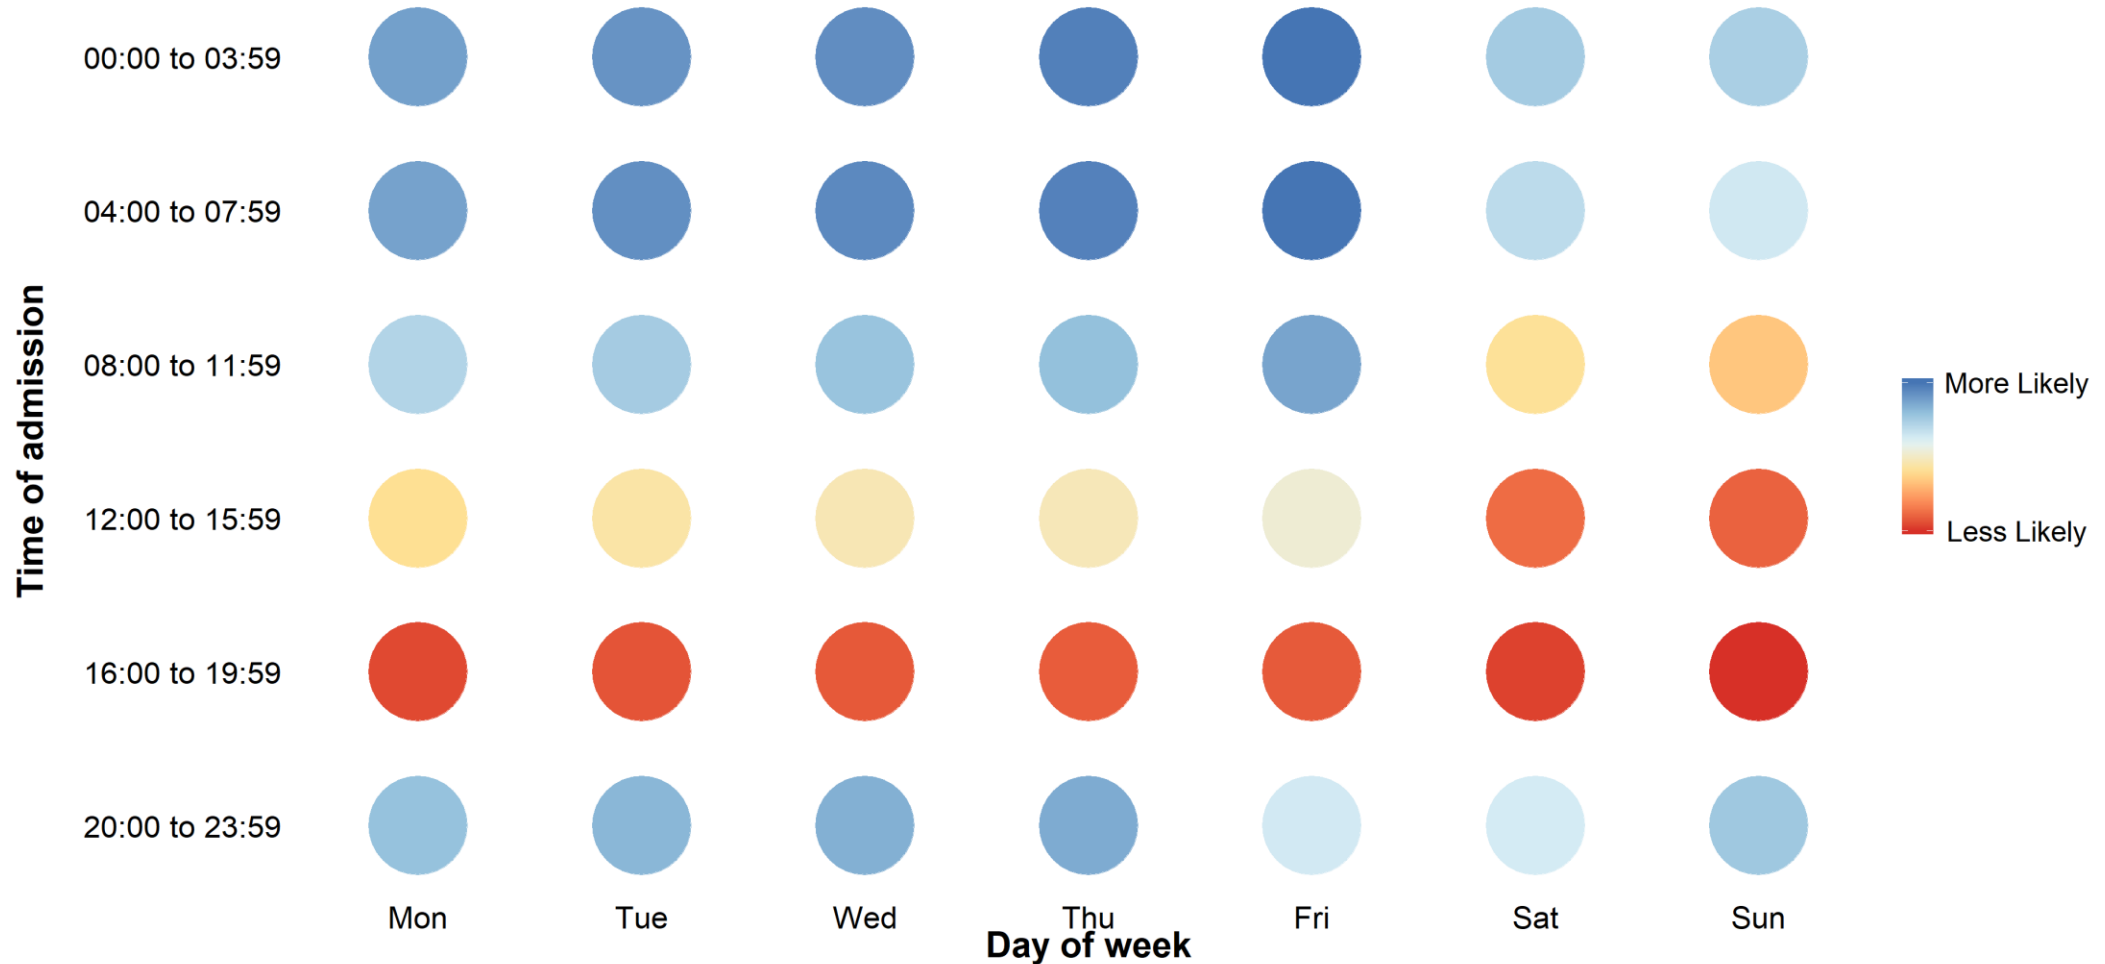 00:00 to 03:59
04:00 to 07:59
08:00 to 11:59
12:00 to 15:59
16:00 to 19:59
20:00 to 23:59
Time of admission
Mon Tue Wed Thu Fri Sat Sun
Day of week
More Likely
Less Likely